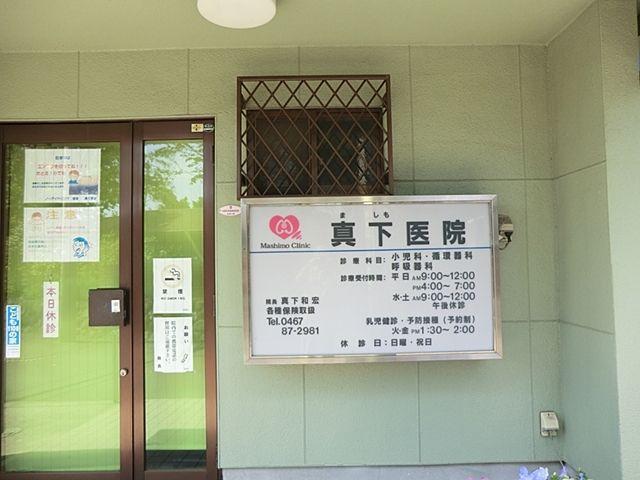 ましも
真下医院
Mashimo Clinic
診療科目: 小児科・循環器科
呼吸器科
診療受付時間: 平日 AM9:00~12:00
PM4:00~ 7:00
水・土 AM9:00~12:00
午後休診
院長 真下和宏
各種保険取扱
Tel.0467
87-2981
乳児健診・予防接種(予約制)
火・金 PM1:30~ 2:00
休診日:日曜・祝日
注意
本日休診
禁煙
お願い